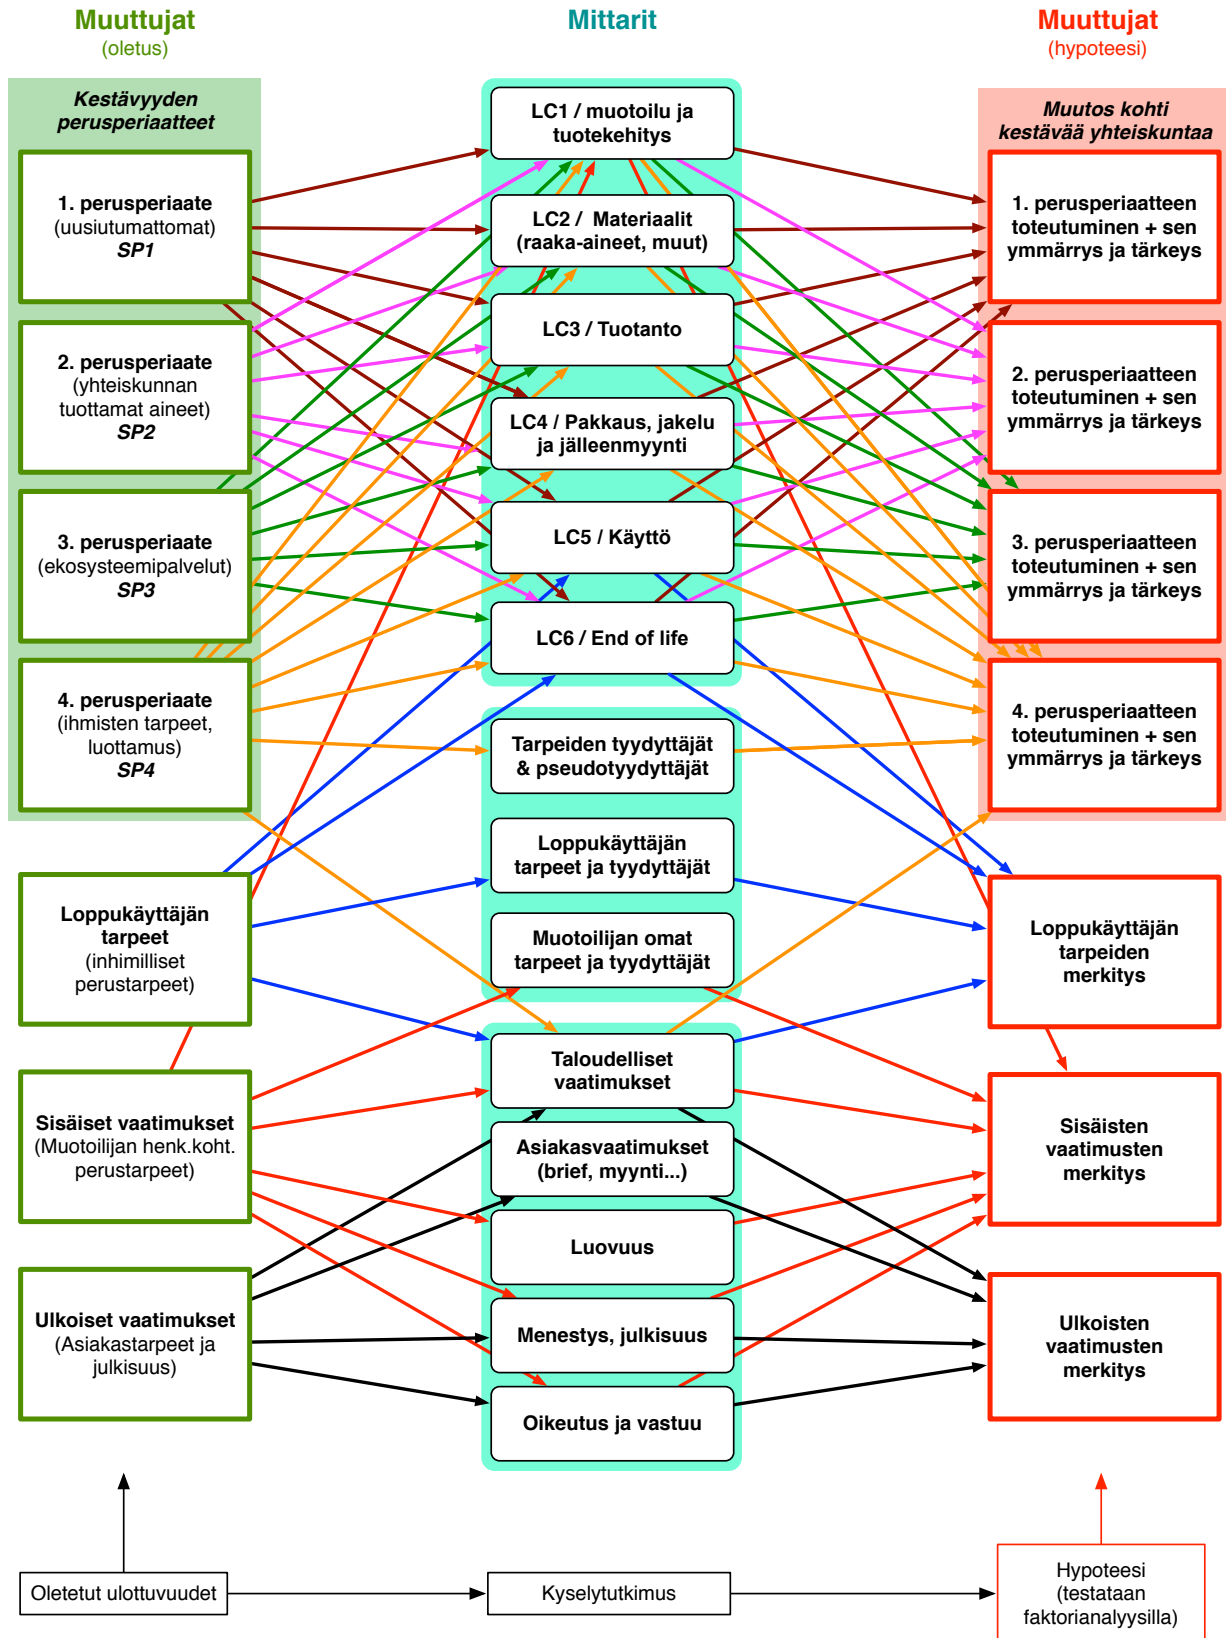 Muuttujat
(oletus)
Kestävyyden
perusperiaatteet
1. perusperiaate
(uusiutumattomat)
SP1
2. perusperiaate
(yhteiskunnan
tuottamat aineet)
SP2
3. perusperiaate
(ekosysteemipalvelut)
SP3
4. perusperiaate
(ihmisten tarpeet,
luottamus)
SP4
Loppukäyttäjän
tarpeet
(inhimilliset
perustarpeet)
Sisäiset vaatimukset
(Muotoilijan henk.koht.
perustarpeet)
Ulkoiset vaatimukset
(Asiakastarpeet ja
julkisuus)
Oletetut ulottuvuudet
Mittarit
LC1 / muotoilu ja
tuotekehitys
LC2 / Materiaalit
(raaka-aineet, muut)
LC3 / Tuotanto
LC4 / Pakkaus, jakelu
ja jälleenmyynti
LC5 / Käyttö
LC6 / End of life
Tarpeiden tyydyttäjät
& pseudotyydyttäjät
Loppukäyttäjän
tarpeet ja tyydyttäjät
Muotoilijan omat
tarpeet ja tyydyttäjät
Taloudelliset
vaatimukset
Asiakasvaatimukset
(brief, myynti...)
Luovuus
Menestys, julkisuus
Oikeutus ja vastuu
Kyselytutkimus
Muuttujat
(hypoteesi)
Muutos kohti
kestävää yhteiskuntaa
1. perusperiaatteen
toteutuminen + sen
ymmärrys ja tärkeys
2. perusperiaatteen
toteutuminen + sen
ymmärrys ja tärkeys
3. perusperiaatteen
toteutuminen + sen
ymmärrys ja tärkeys
4. perusperiaatteen
toteutuminen + sen
ymmärrys ja tärkeys
Loppukäyttäjän
tarpeiden
merkitys
Sisäisten
vaatimusten
merkitys
Ulkoisten
vaatimusten
merkitys
Hypoteesi
(testataan
faktorianalyysilla)